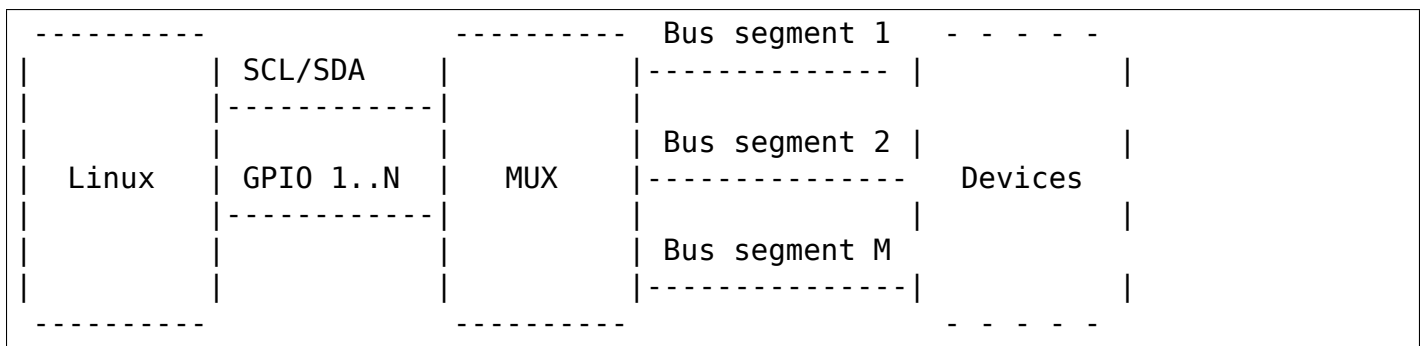 Bus segment 1
SCL/SDA
Bus segment 2
Linux GPIO 1..N MUX Devices
Bus segment M